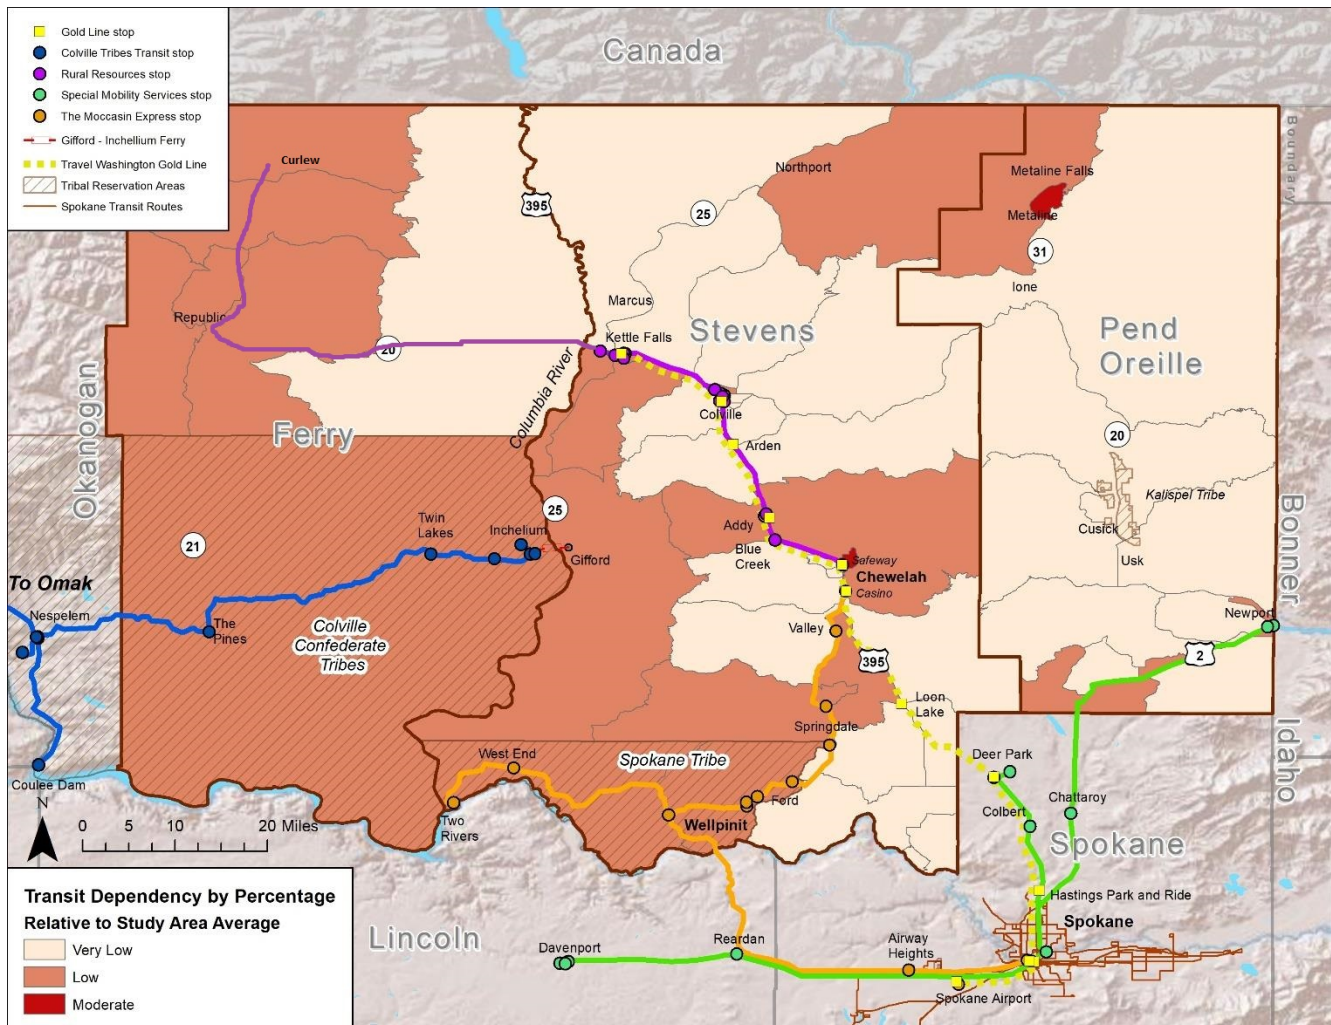 Gold Line stop
Colville Tribes Transit stop
Rural Resources stop
Special Mobility Services stop
The Moccasin Express stop
Gifford - Inchellium Ferry
Travel Washington Gold Line
Tribal Reservation Areas
Spokane Transit Routes
Canada
Boundary
Curlew
Northport
Metaline Falls
Metaline
395
25
31
Ione
Marcus
Republic
Kettle Falls
Stevens
Pend
Oreille
20
Columbia River
Okanogan
Ferry
Colville
Arden
20
Kalispel Tribe
Cusick
Usk
Bonner
21
Twin
Lakes
Inchelium
25
Gifford
Addy
Blue
Creek
Safeway
Chewelah
Casino
To Omak
Nespelem
The
Pines
Colville
Confederate
Tribes
Valley
395
Newport
2
Loon
Lake
Springdale
Idaho
West End
Spokane Tribe
Deer Park
Coulee Dam
N
0 5 10 20 Miles
Two
Rivers
Ford
Wellpinit
Colbert
Chattaroy
Spokane
Hastings Park and Ride
Spokane
Lincoln
Davenport
Reardan
Airway
Heights
Spokane Airport
Transit Dependency by Percentage
Relative to Study Area Average
Very Low
Low
Moderate